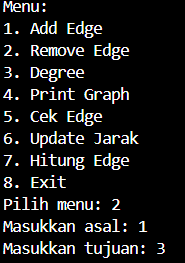 Menu:
1. Add Edge
2. Remove Edge
3. Degree
4. Print Graph
5. Cek Edge
6. Update Jarak
7. Hitung Edge
8. Exit
Pilih menu: 2
Masukkan asal: 1
Masukkan tujuan: 3